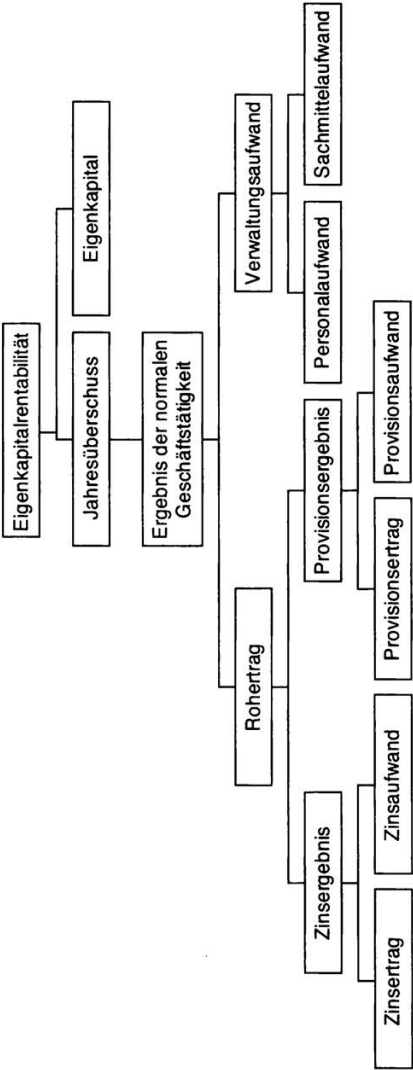 Eigenkapitalrentabilität
Jahresüberschuss
Eigenkapital
Ergebnis der normalen
Geschäftstätigkeit
Rohertrag
Verwaltungsaufwand
Zinsergebnis
Provisionsergebnis
Personalaufwand
Sachmittelaufwand
Zinsertrag
Zinsaufwand
Provisionsertrag
Provisionsaufwand